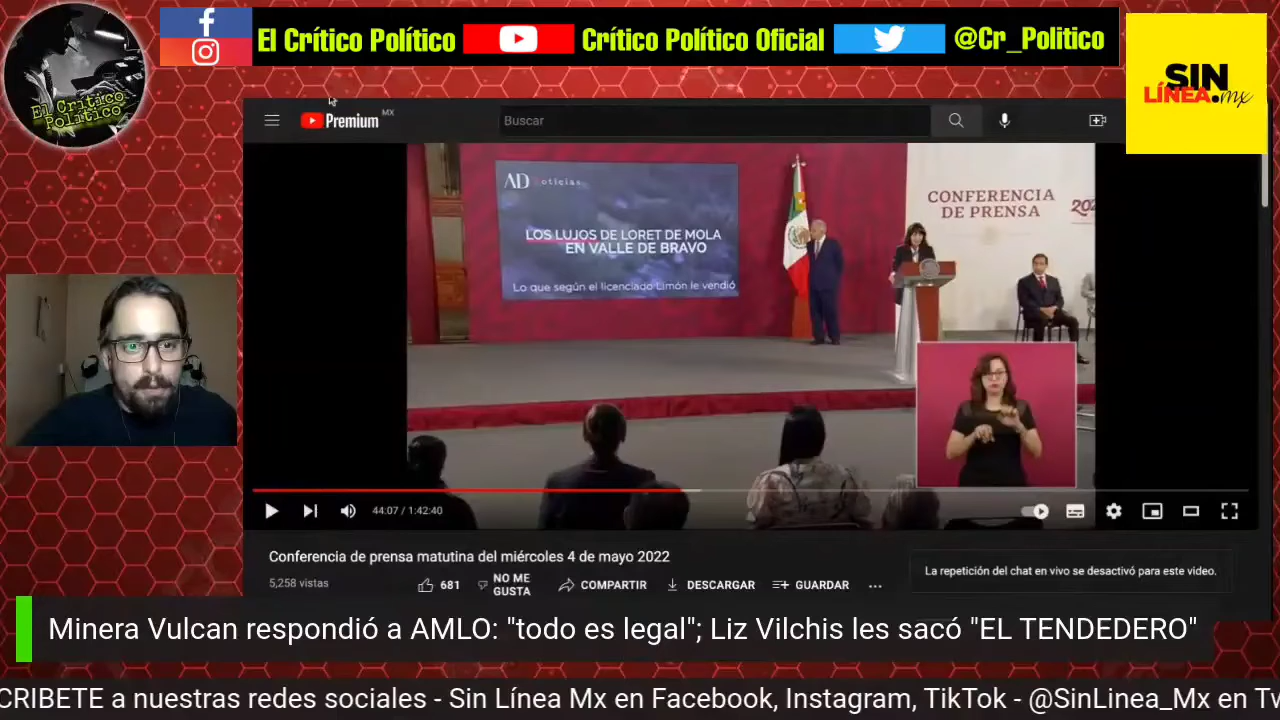 El Crítico Político
Crítico Político Oficial
@Cr_Politico
El Crítico
Político
SIN
LÍNEA.mx
Premium
MX
Buscar
AD Noticias
LOS LUJOS DE LORET DE MOLA
EN VALLE DE BRAVO
Lo que según el licenciado Limón le vendió
CONFERENCIA
DE PRENSA
44:07 / 1:42:40
Conferencia de prensa matutina del miércoles 4 de mayo 2022
5,258 vistas
681
NO ME
GUSTA
COMPARTIR
DESCARGAR
GUARDAR
La repetición del chat en vivo se desactivó para este video.
Minera Vulcan respondió a AMLO: "todo es legal"; Liz Vilchis les sacó "EL TENDEDERO"
CRIBETE a nuestras redes sociales - Sin Línea Mx en Facebook, Instagram, TikTok - @SinLinea_Mx en Tw